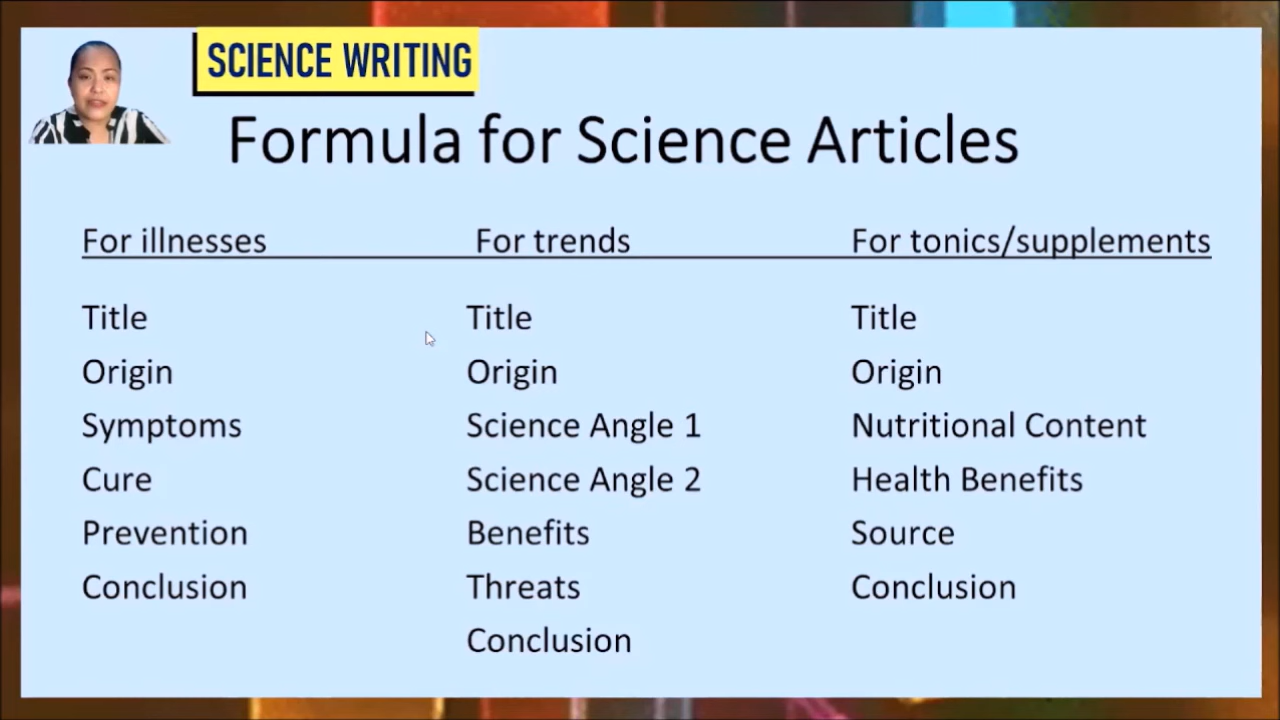 SCIENCE WRITING
Formula for Science Articles
For illnesses For trends For tonics/supplements
Title Title Title
Origin Origin Origin
Symptoms Science Angle 1 Nutritional Content
Cure Science Angle 2 Health Benefits
Prevention Benefits Source
Conclusion Threats Conclusion
Conclusion